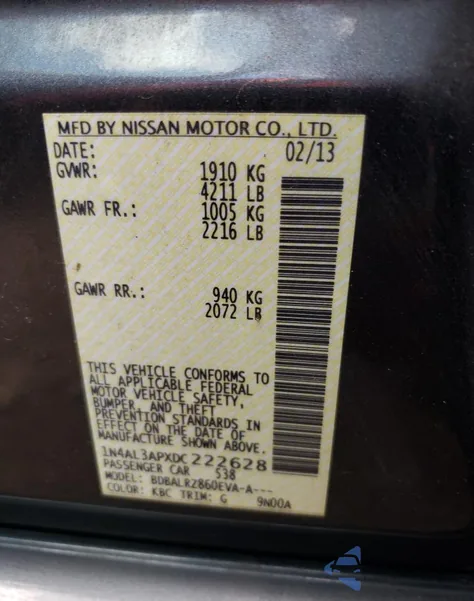 MFD BY NISSAN MOTOR CO., LTD.
DATE: 02/13
GVWR: 1910 KG
4211 LB
GAWR FR.: 1005 KG
2216 LB
GAWR RR.: 940 KG
2072 LB
THIS VEHICLE CONFORMS TO
ALL APPLICABLE FEDERAL
MOTOR VEHICLE SAFETY,
BUMPER, AND THEFT
PREVENTION STANDARDS IN
EFFECT ON THE DATE OF
MANUFACTURE SHOWN ABOVE.
1N4AL3APXDC222628
PASSENGER CAR 538
MODEL: BDBALRZ860EVA-A---
COLOR: KBC TRIM: G 9N00A